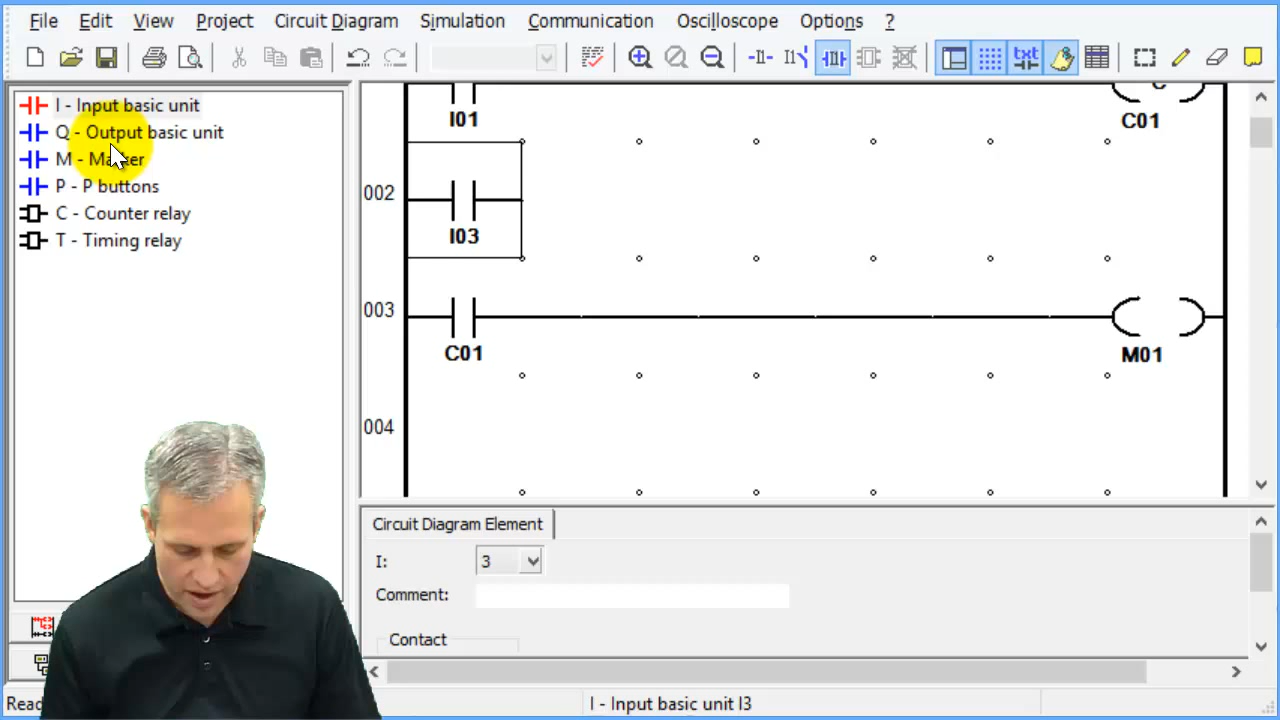 File Edit View Project Circuit Diagram Simulation Communication Oscilloscope Options ?
txt
I - Input basic unit
Q - Output basic unit
M - Marker
P - P buttons
C - Counter relay
T - Timing relay
I01
C
C01
002
I03
003
C01
M01
004
Circuit Diagram Element
I: 3
Comment:
Contact
I - Input basic unit I3